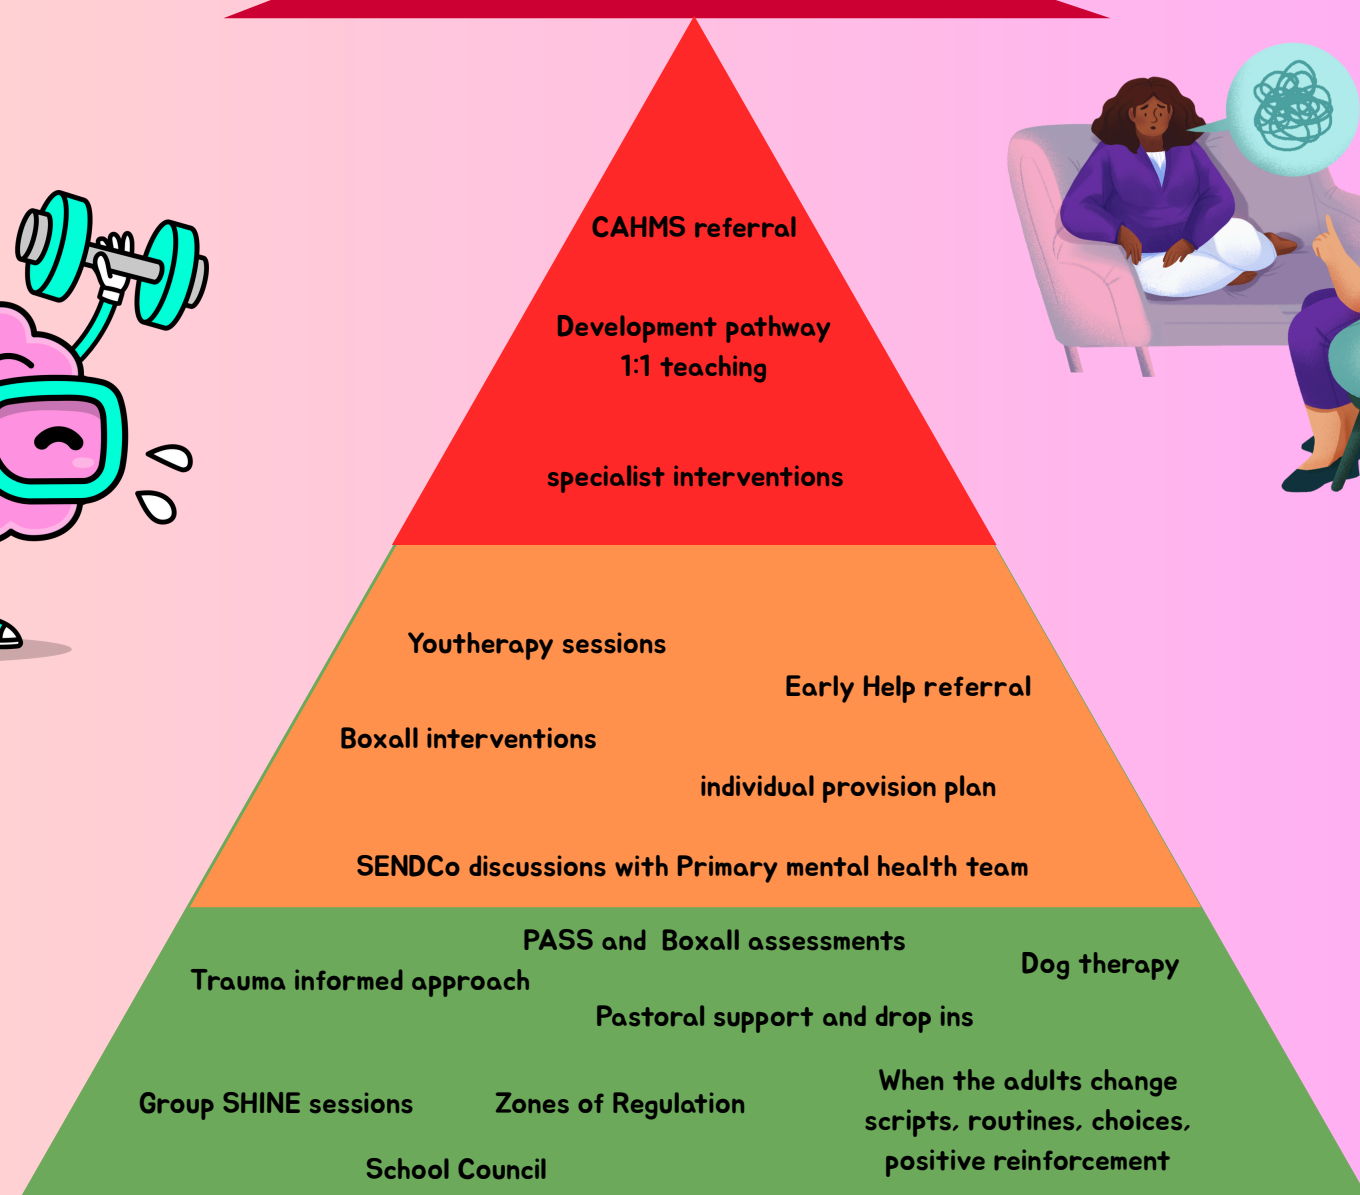 CAHMS referral
Development pathway
1:1 teaching
specialist interventions
Youtherapy sessions
Early Help referral
Boxall interventions
individual provision plan
SENDCo discussions with Primary mental health team
PASS and Boxall assessments
Dog therapy
Trauma informed approach
Pastoral support and drop ins
When the adults change
scripts, routines, choices,
positive reinforcement
Group SHINE sessions
Zones of Regulation
School Council